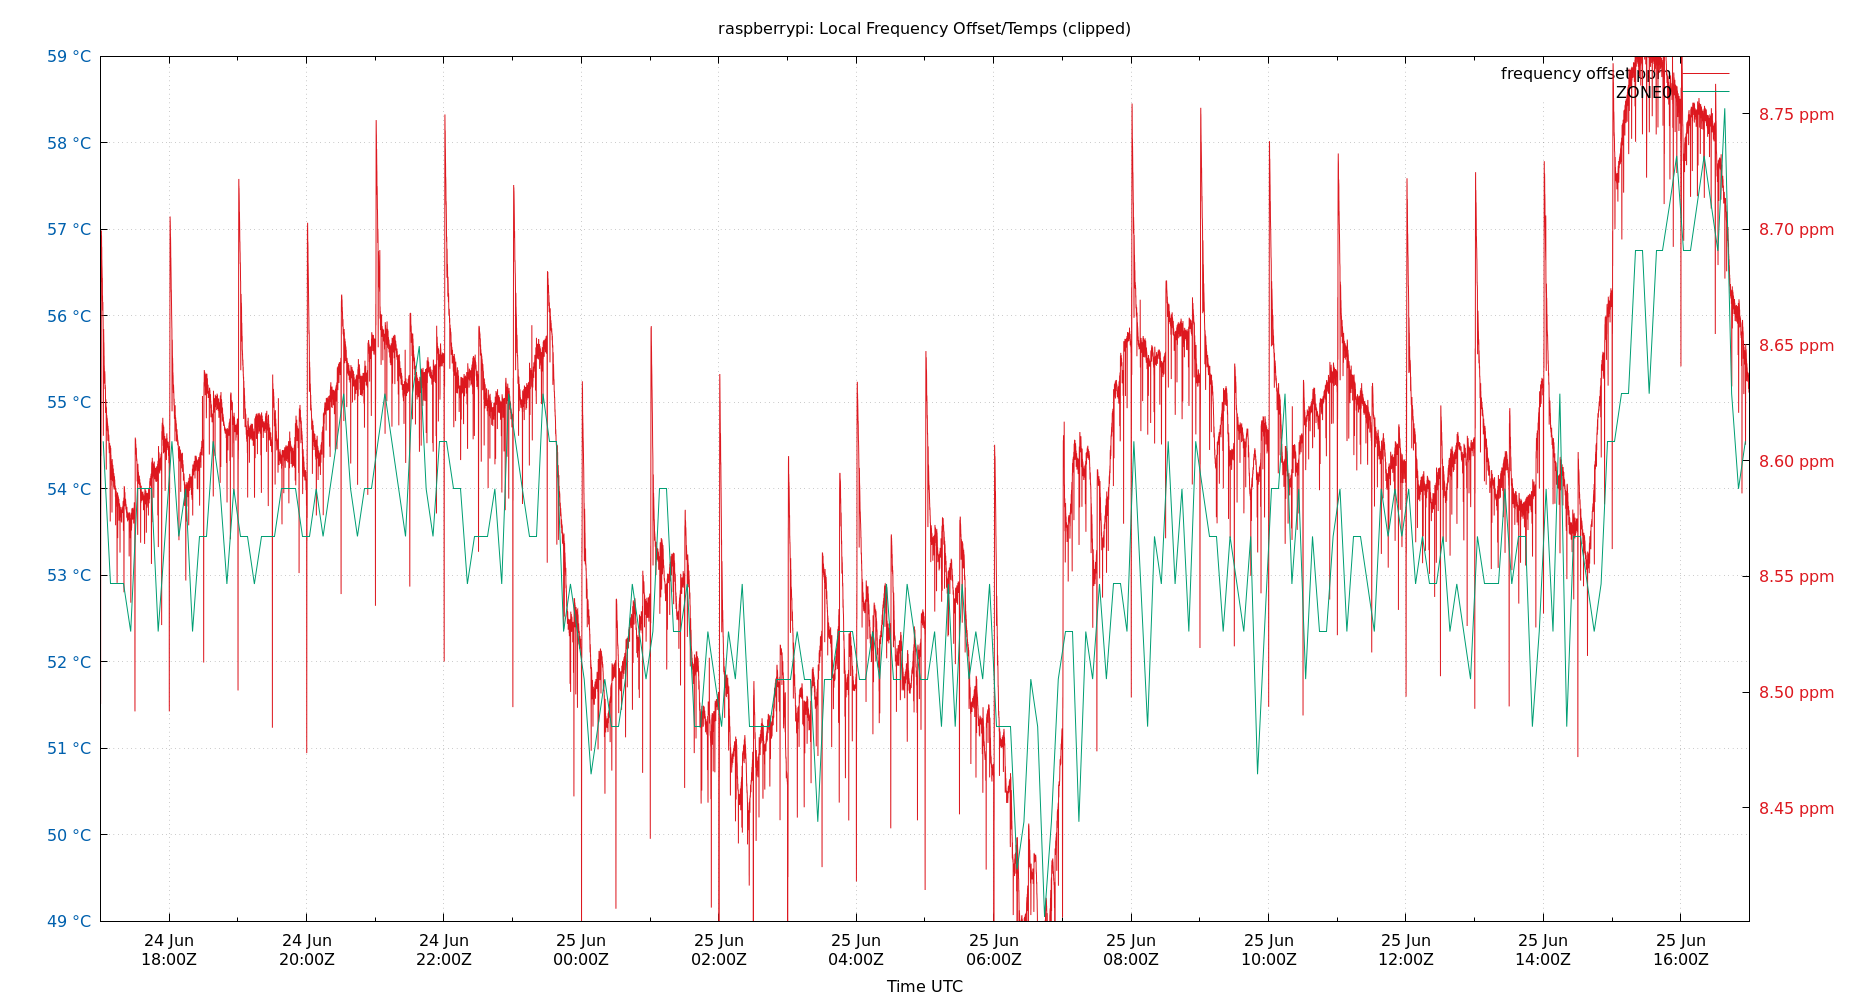 raspberrypi: Local Frequency Offset/Temps (clipped)
59 °C
58 °C
57 °C
56 °C
55 °C
54 °C
53 °C
52 °C
51 °C
50 °C
49 °C
frequency offset ppm
ZONE0
8.75 ppm
8.70 ppm
8.65 ppm
8.60 ppm
8.55 ppm
8.50 ppm
8.45 ppm
24 Jun
18:00Z
24 Jun
20:00Z
24 Jun
22:00Z
25 Jun
00:00Z
25 Jun
02:00Z
25 Jun
04:00Z
25 Jun
06:00Z
25 Jun
08:00Z
25 Jun
10:00Z
25 Jun
12:00Z
25 Jun
14:00Z
25 Jun
16:00Z
Time UTC